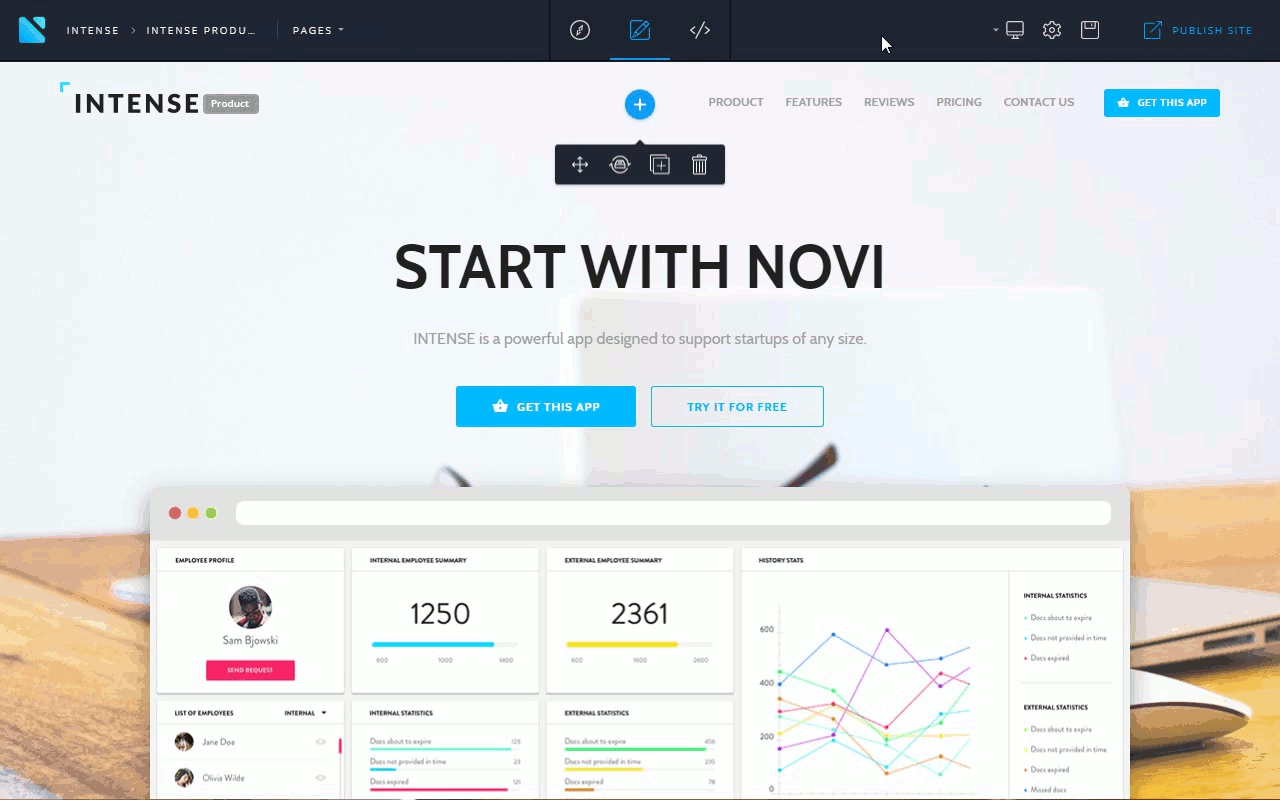 INTENSE > INTENSE PRODU...
PAGES
</>
PUBLISH SITE
INTENSE Product
PRODUCT FEATURES REVIEWS PRICING CONTACT US
GET THIS APP
START WITH NOVI
INTENSE is a powerful app designed to support startups of any size.
GET THIS APP
TRY IT FOR FREE
EMPLOYEE PROFILE
Sam Bjowski
SEND REQUEST
INTERNAL EMPLOYEE SUMMARY
1250
600 1000 1400
EXTERNAL EMPLOYEE SUMMARY
2361
600 1600 2600
HISTORY STATS
600
400
200
0
INTERNAL STATISTICS
Docs about to expire
Docs not provided in time
Docs expired
EXTERNAL STATISTICS
Docs about to expire
Docs not provided in time
Docs expired
Missed docs
LIST OF EMPLOYEES INTERNAL
Jane Doe
Olivia Wilde
INTERNAL STATISTICS
Docs about to expire 123
Docs not provided in time 23
Docs expired 121
EXTERNAL STATISTICS
Docs about to expire 456
Docs not provided in time 235
Docs expired 78